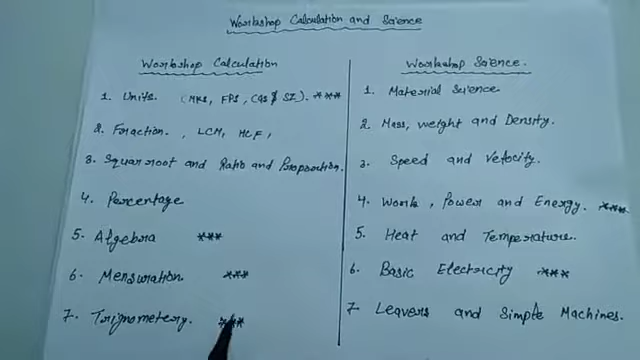 Workshop Calculation and Science
Workshop Calculation
1. Units. (MKS, FPS, CGS & SI). ***
2. Fraction. , LCM, HCF,
3. Squar root and Ratio and Proportion.
4. Percentage
5. Algebra ***
6. Mensuration ***
7. Trignometery. ***
Workshop Science.
1. Material Science
2. Mass, weight and Density.
3. Speed and Velocity.
4. Work, Power and Energy. ***
5. Heat and Temperature.
6. Basic Electricity ***
7. Leavers and Simple Machines.